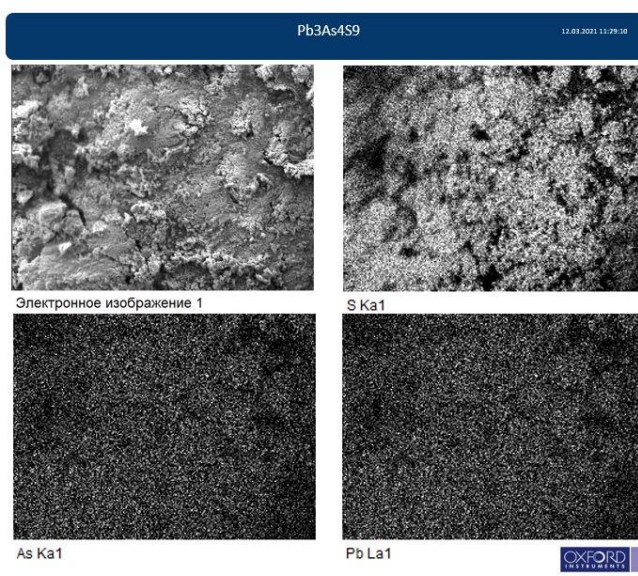 Pb3As4S9
12.03.2021 11:29:10
Электронное изображение 1
S Ka1
As Ka1
Pb La1
OXFORD
INSTRUMENTS